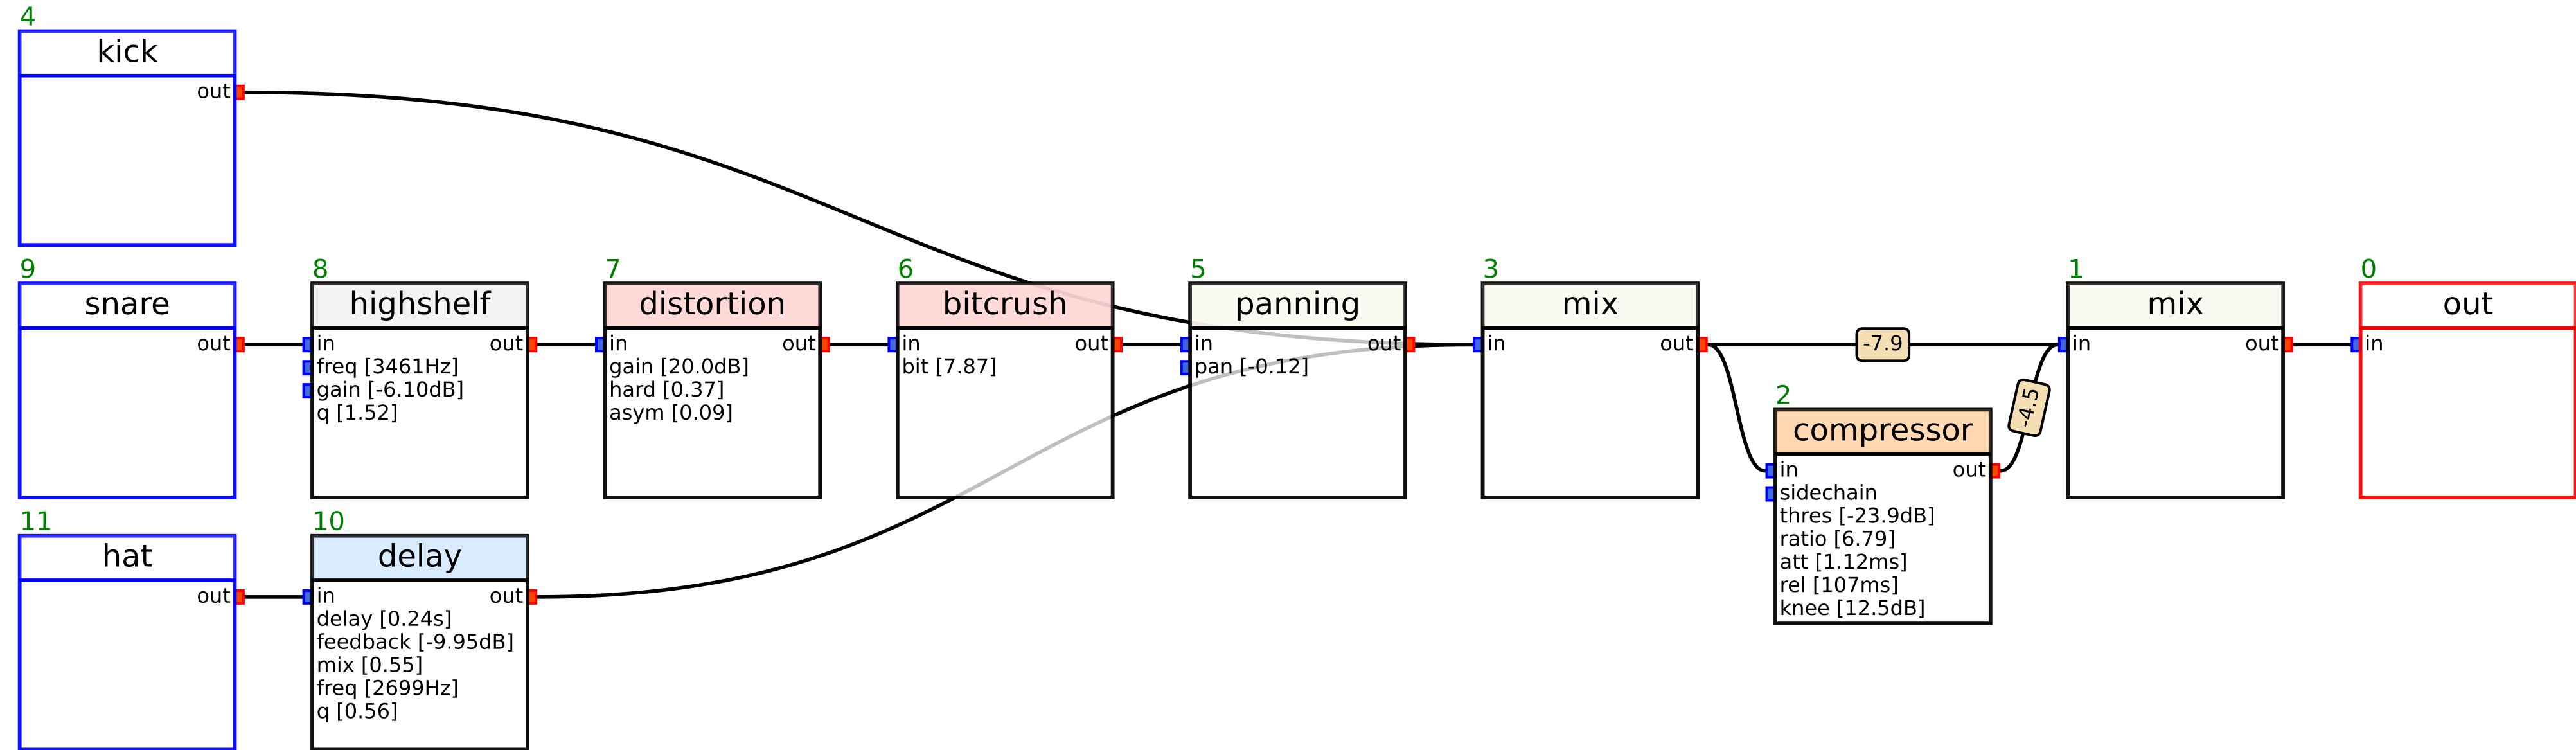 4
kick
out
9
snare
out
8
highshelf
in out
freq [3461Hz]
gain [-6.10dB]
q [1.52]
7
distortion
in out
gain [20.0dB]
hard [0.37]
asym [0.09]
6
bitcrush
in out
bit [7.87]
5
panning
in out
pan [-0.12]
3
mix
in out
-7.9
2
compressor
in out
sidechain
thres [-23.9dB]
ratio [6.79]
att [1.12ms]
rel [107ms]
knee [12.5dB]
-4.5
1
mix
in out
0
out
in
11
hat
out
10
delay
in out
delay [0.24s]
feedback [-9.95dB]
mix [0.55]
freq [2699Hz]
q [0.56]